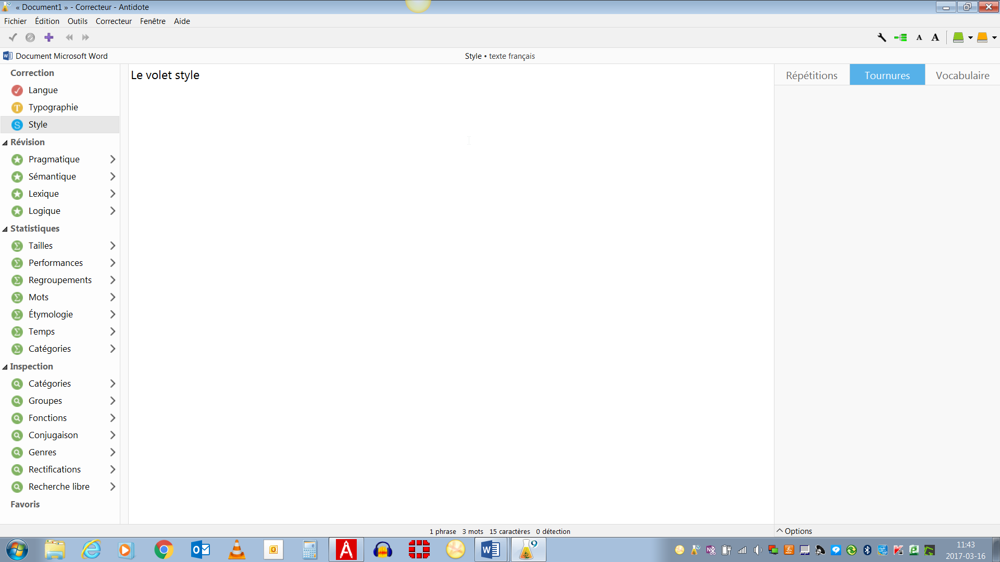 « Document1 » - Correcteur - Antidote
Fichier Édition Outils Correcteur Fenêtre Aide
A A
Document Microsoft Word
Style • texte français
Correction
Langue
Typographie
Style
Révision
Pragmatique
Sémantique
Lexique
Logique
Statistiques
Tailles
Performances
Regroupements
Mots
Étymologie
Temps
Catégories
Inspection
Catégories
Groupes
Fonctions
Conjugaison
Genres
Rectifications
Recherche libre
Favoris
Le volet style
Répétitions Tournures Vocabulaire
1 phrase 3 mots 15 caractères 0 détection
Options
11:43
2017-03-16